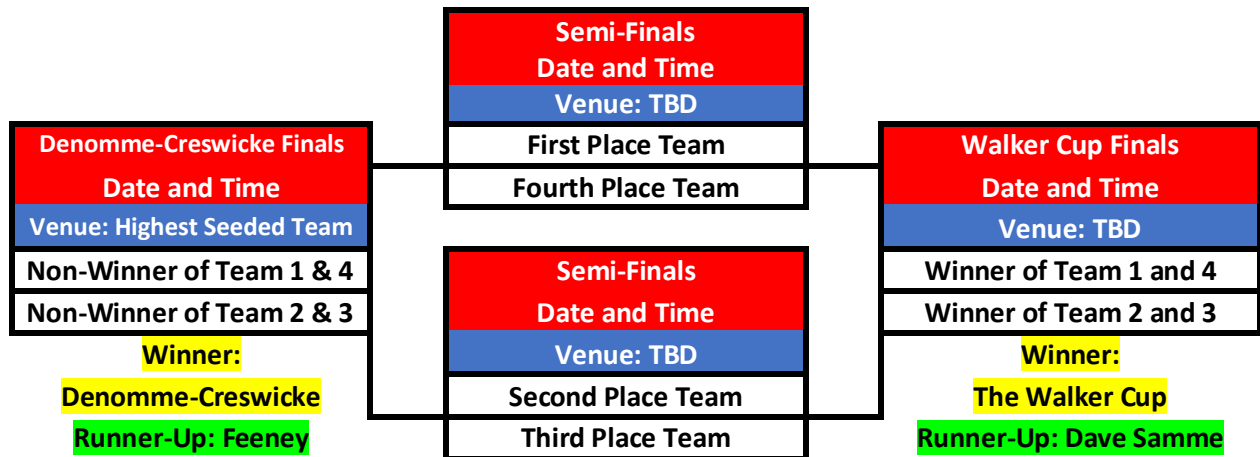 Semi-Finals
Date and Time
Venue: TBD
First Place Team
Fourth Place Team
Denomme-Creswicke Finals
Date and Time
Venue: Highest Seeded Team
Non-Winner of Team 1 & 4
Non-Winner of Team 2 & 3
Winner:
Denomme-Creswicke
Runner-Up: Feeney
Semi-Finals
Date and Time
Venue: TBD
Second Place Team
Third Place Team
Walker Cup Finals
Date and Time
Venue: TBD
Winner of Team 1 and 4
Winner of Team 2 and 3
Winner:
The Walker Cup
Runner-Up: Dave Samme